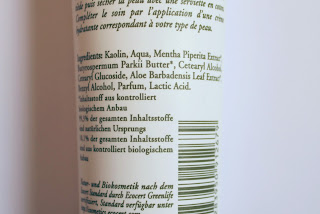 puis sécher la peau avec une serviette en coton
Compléter le soin par l'application d'une crème
hydratante correspondant à votre type de peau.
Ingredients: Kaolin, Aqua, Mentha Piperita Extract
Butyrospermum Parkii Butter*, Cetearyl Alcohol,
Cetearyl Glucoside, Aloe Barbadensis Leaf Extract
Benzyl Alcohol, Parfum, Lactic Acid.
*Inhaltsstoff aus kontrolliert
biologischem Anbau
der gesamten Inhaltsstoffe
natürlichen Ursprungs
der gesamten Inhaltsstoffe
aus kontrolliert biologischem
Anbau
Natur- und Biokosmetik nach dem
Standard durch Ecocert Greenlife
zertifiziert. Standard verfügbar unter